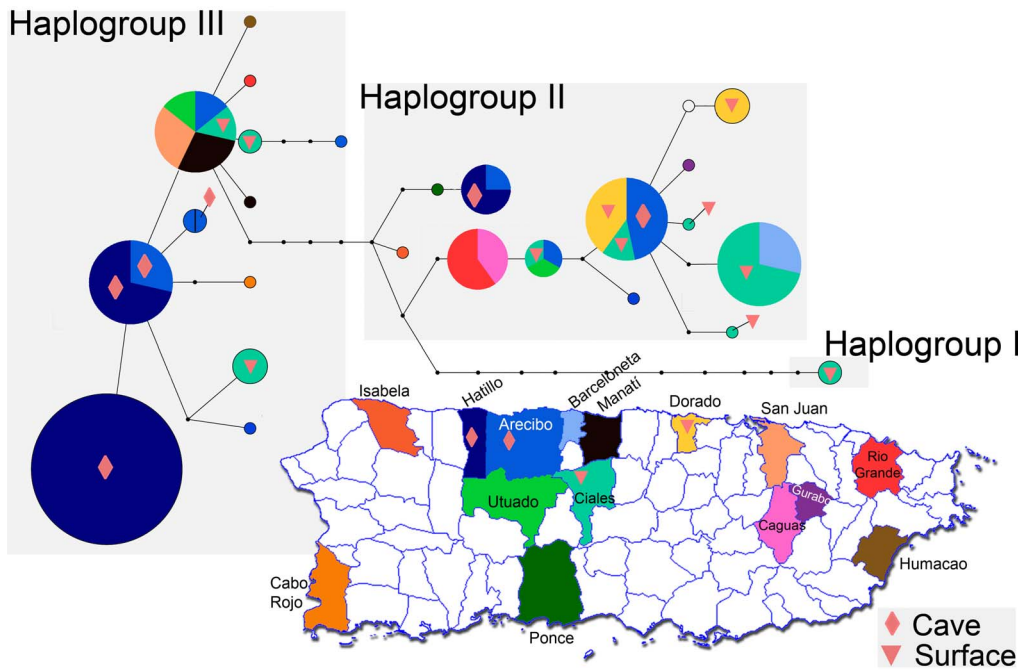 Haplogroup III
Haplogroup II
Haplogroup I
Isabela
Hatillo
Barceloneta
Manatí
Dorado
San Juan
Arecibo
Rio
Grande
Utuado
Ciales
Gurabo
Caguas
Humacao
Cabo
Rojo
Ponce
Cave
Surface